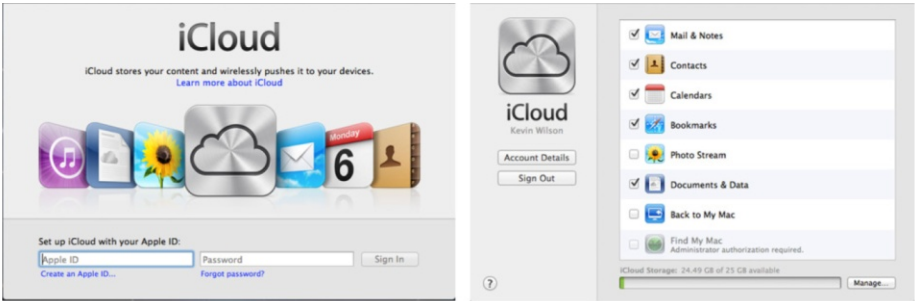 iCloud
iCloud stores your content and wirelessly pushes it to your devices.
Learn more about iCloud
Monday
6
Set up iCloud with your Apple ID:
Apple ID
Password
Sign In
Create an Apple ID...
Forgot password?
iCloud
Kevin Wilson
Account Details
Sign Out
?
Mail & Notes
Contacts
Calendars
Bookmarks
Photo Stream
Documents & Data
Back to My Mac
Find My Mac
Administrator authorization required.
iCloud Storage: 24.49 GB of 25 GB available
Manage...